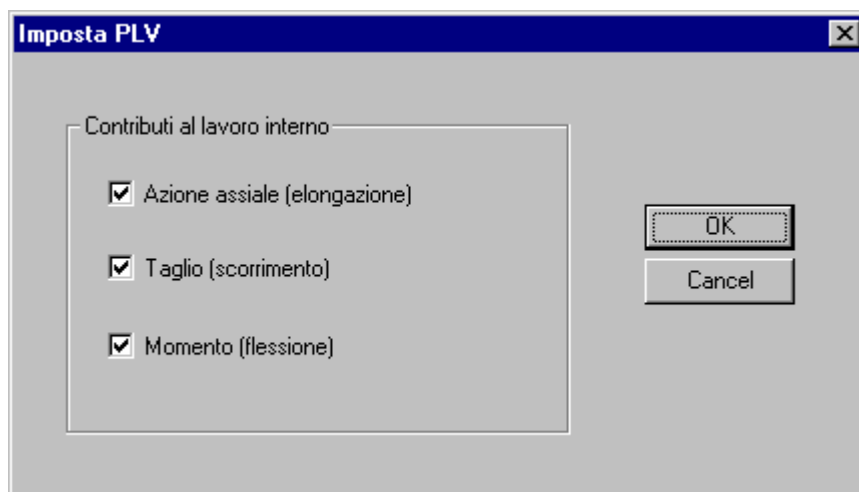 Imposta PLV
Contributi al lavoro interno
Azione assiale (elongazione)
Taglio (scorrimento)
Momento (flessione)
OK
Cancel